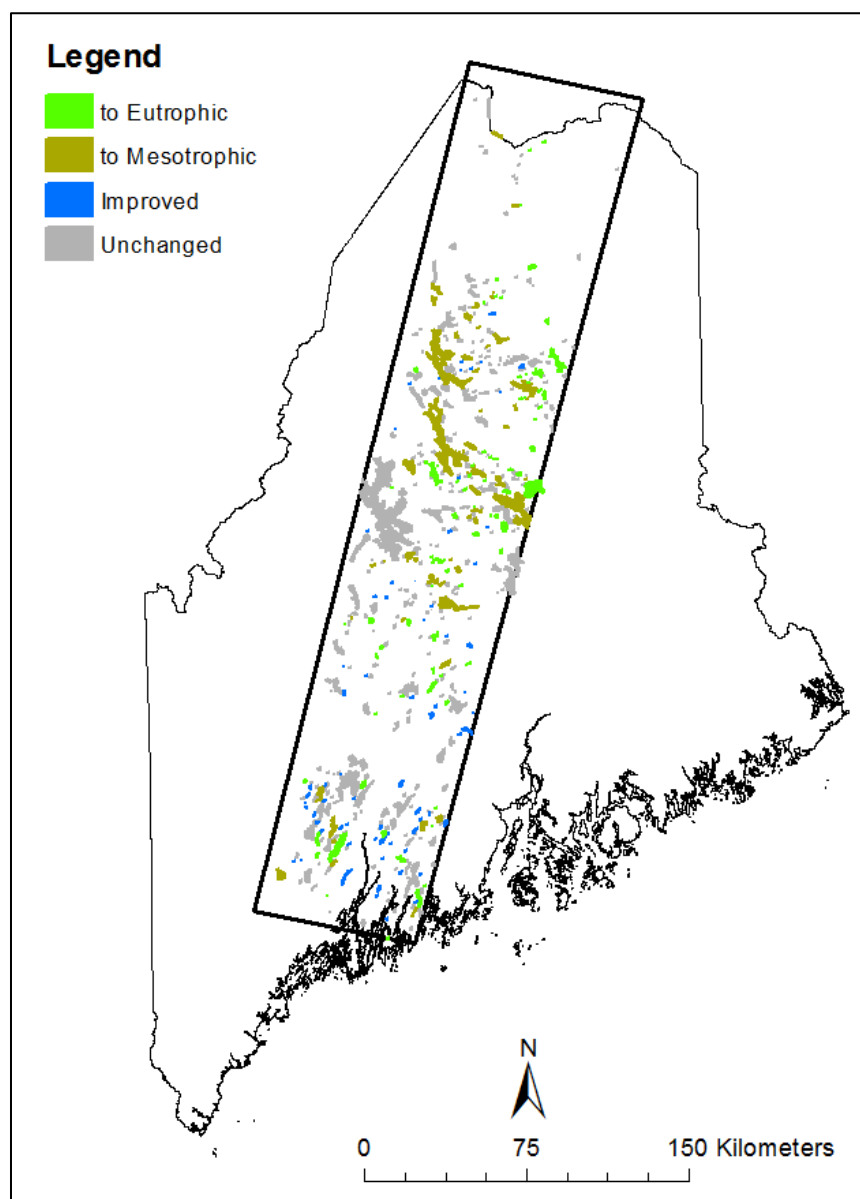 Legend
to Eutrophic
to Mesotrophic
Improved
Unchanged
N
0 75 150 Kilometers